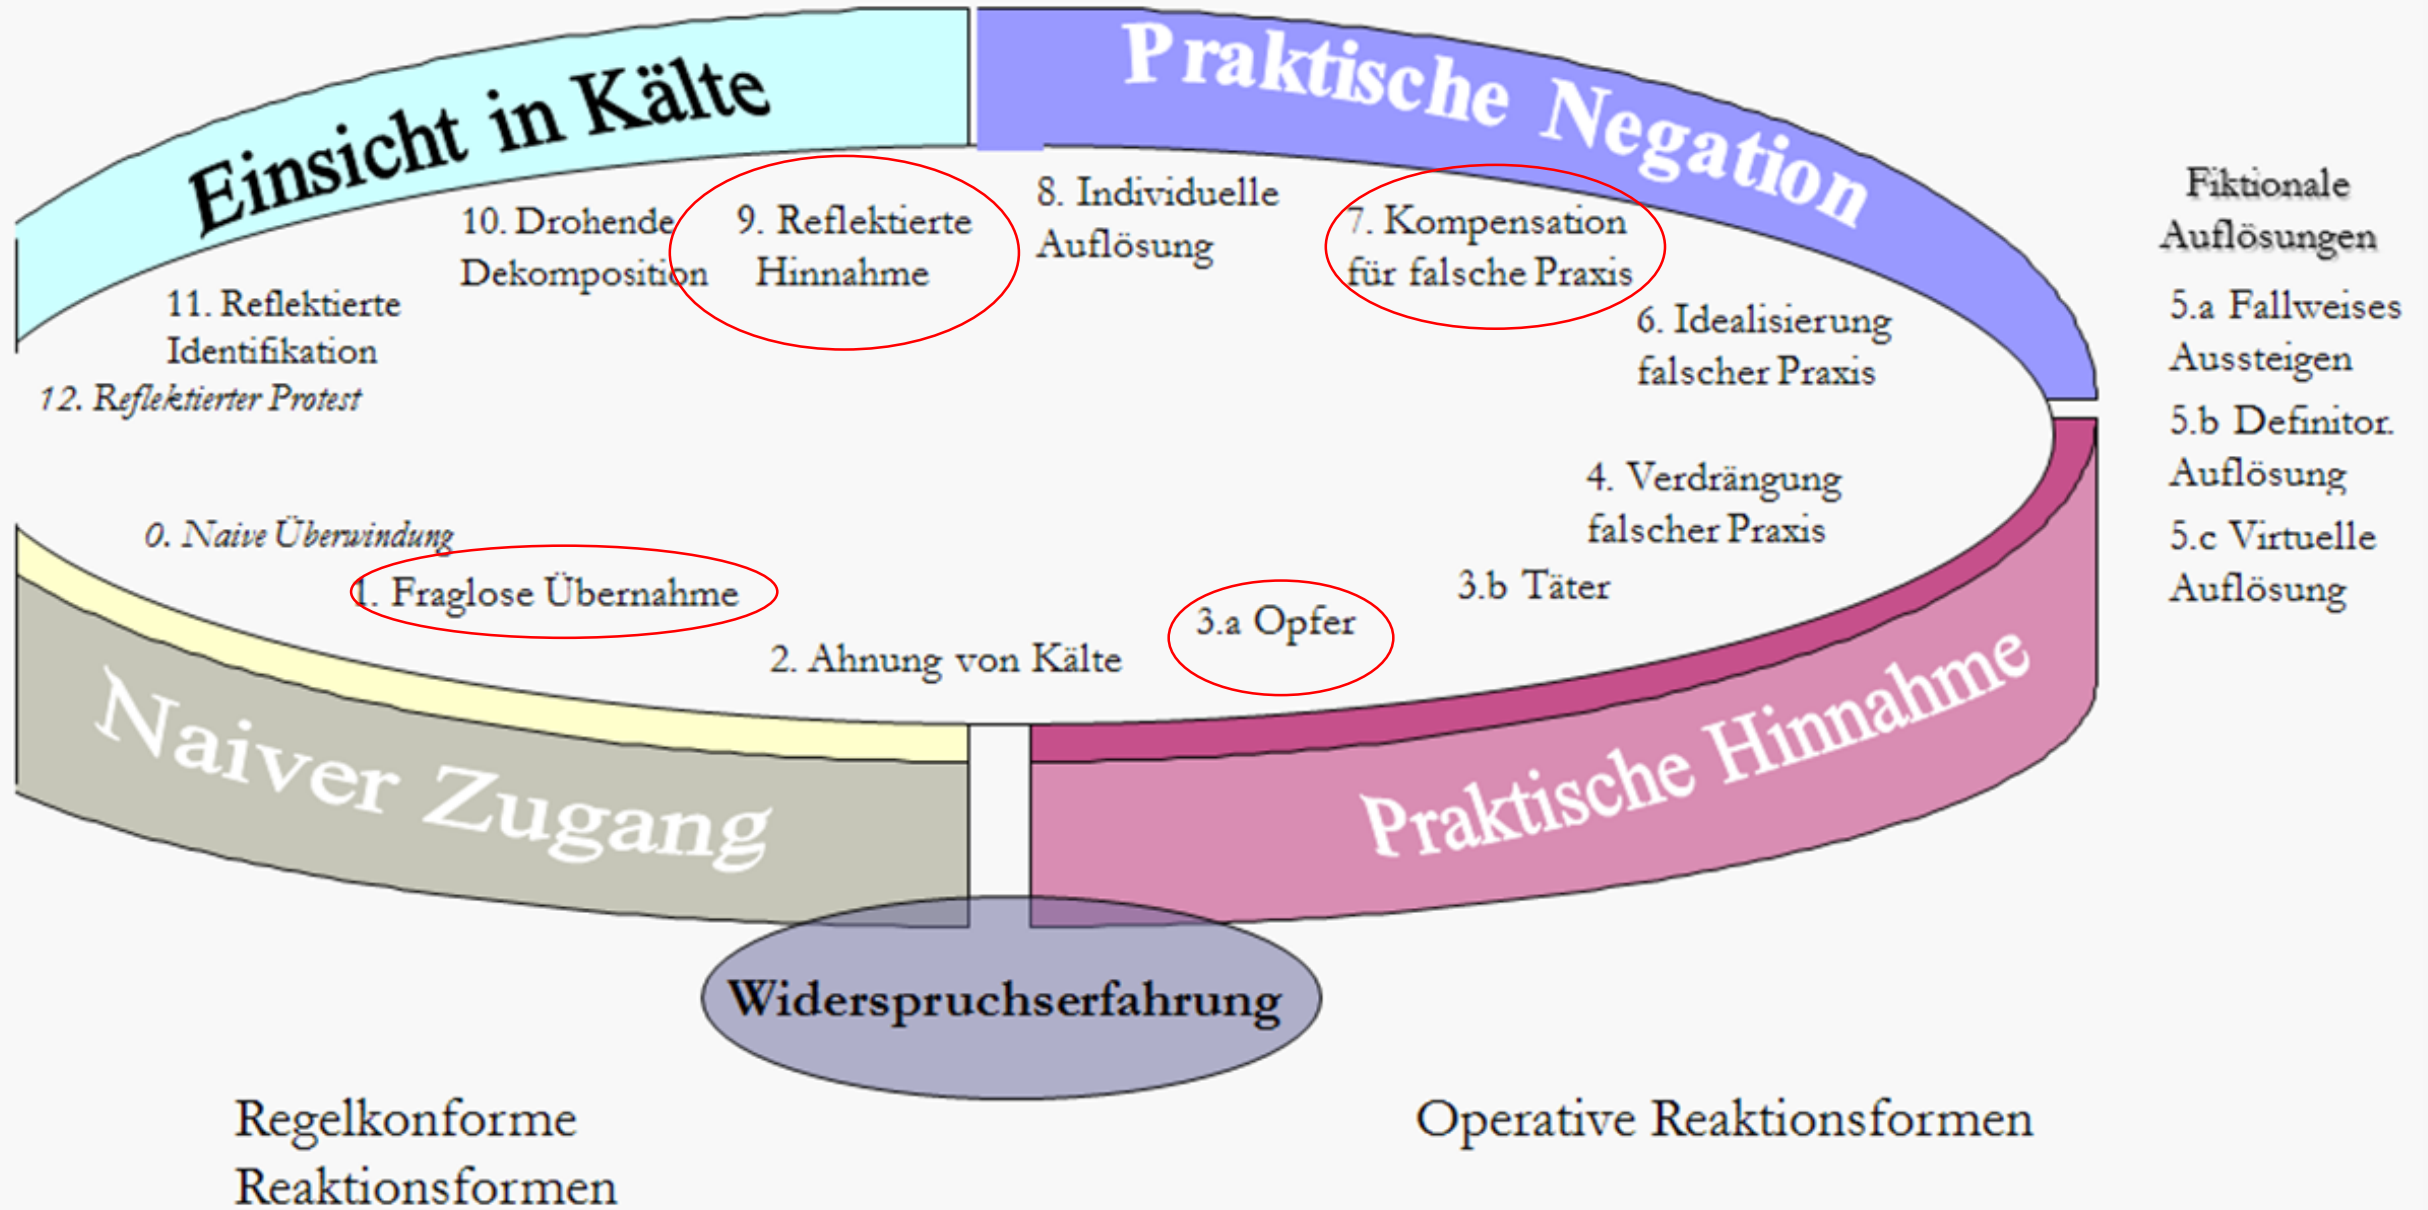 Einsicht in Kälte
Praktische Negation
10. Drohende
Dekomposition
9. Reflektierte
Hinnahme
8. Individuelle
Auflösung
7. Kompensation
für falsche Praxis
11. Reflektierte
Identifikation
12. Reflektierter Protest
6. Idealisierung
falscher Praxis
Fiktionale
Auflösungen
5.a Fallweises
Aussteigen
5.b Definitor.
Auflösung
5.c Virtuelle
Auflösung
4. Verdrängung
falscher Praxis
0. Naive Überwindung
1. Fraglose Übernahme
2. Ahnung von Kälte
3.a Opfer
3.b Täter
Naiver Zugang
Praktische Hinnahme
Widerspruchserfahrung
Regelkonforme
Reaktionsformen
Operative Reaktionsformen